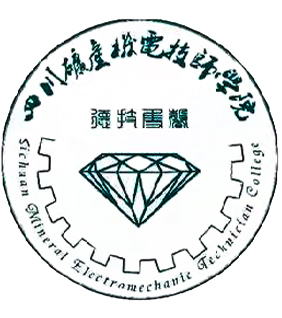 四川矿产机电技师学院
Sichuan Mineral Electromechanic Technician College